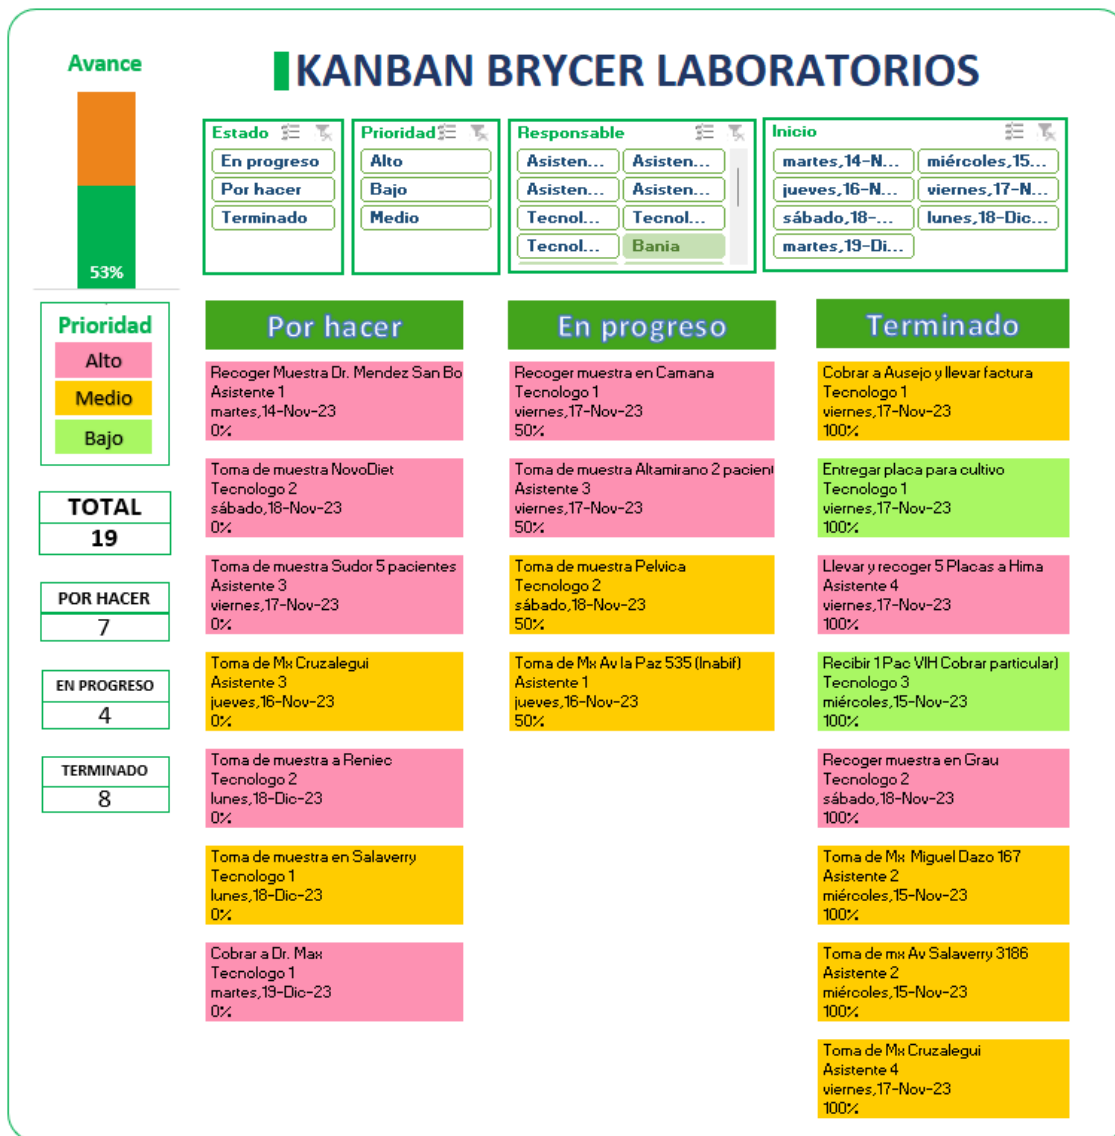 Avance
KANBAN BRYCER LABORATORIOS
53%
Estado
En progreso
Por hacer
Terminado
Prioridad
Alto
Bajo
Medio
Responsable
Asisten... Asisten...
Asisten... Asisten...
Tecnol... Tecnol...
Tecnol... Bania
Inicio
martes,14-N... miércoles,15...
jueves,16-N... viernes,17-N...
sábado,18-... lunes,18-Dic...
martes,19-Di...
Prioridad
Alto
Medio
Bajo
TOTAL
19
POR HACER
7
EN PROGRESO
4
TERMINADO
8
Por hacer
Recoger Muestra Dr. Mendez San Bo
Asistente 1
martes,14-Nov-23
0%
Toma de muestra NovoDiet
Tecnologo 2
sábado,18-Nov-23
0%
Toma de muestra Sudor 5 pacientes
Asistente 3
viernes,17-Nov-23
0%
Toma de Mx Cruzalegui
Asistente 3
jueves,16-Nov-23
0%
Toma de muestra a Reniec
Tecnologo 2
lunes,18-Dic-23
0%
Toma de muestra en Salaverry
Tecnologo 1
lunes,18-Dic-23
0%
Cobrar a Dr. Max
Tecnologo 1
martes,19-Dic-23
0%
En progreso
Recoger muestra en Camana
Tecnologo 1
viernes,17-Nov-23
50%
Toma de muestra Altamirano 2 pacient
Asistente 3
viernes,17-Nov-23
50%
Toma de muestra Pelvica
Tecnologo 2
sábado,18-Nov-23
50%
Toma de Mx Av la Paz 535 (Inabif)
Asistente 1
jueves,16-Nov-23
50%
Terminado
Cobrar a Ausejo y llevar factura
Tecnologo 1
viernes,17-Nov-23
100%
Entregar placa para cultivo
Tecnologo 1
viernes,17-Nov-23
100%
Llevar y recoger 5 Placas a Hima
Asistente 4
viernes,17-Nov-23
100%
Recibir 1 Pac VIH Cobrar particular)
Tecnologo 3
miércoles,15-Nov-23
100%
Recoger muestra en Grau
Tecnologo 2
sábado,18-Nov-23
100%
Toma de Mx Miguel Dazo 167
Asistente 2
miércoles,15-Nov-23
100%
Toma de mx Av Salaverry 3186
Asistente 2
miércoles,15-Nov-23
100%
Toma de Mx Cruzalegui
Asistente 4
viernes,17-Nov-23
100%